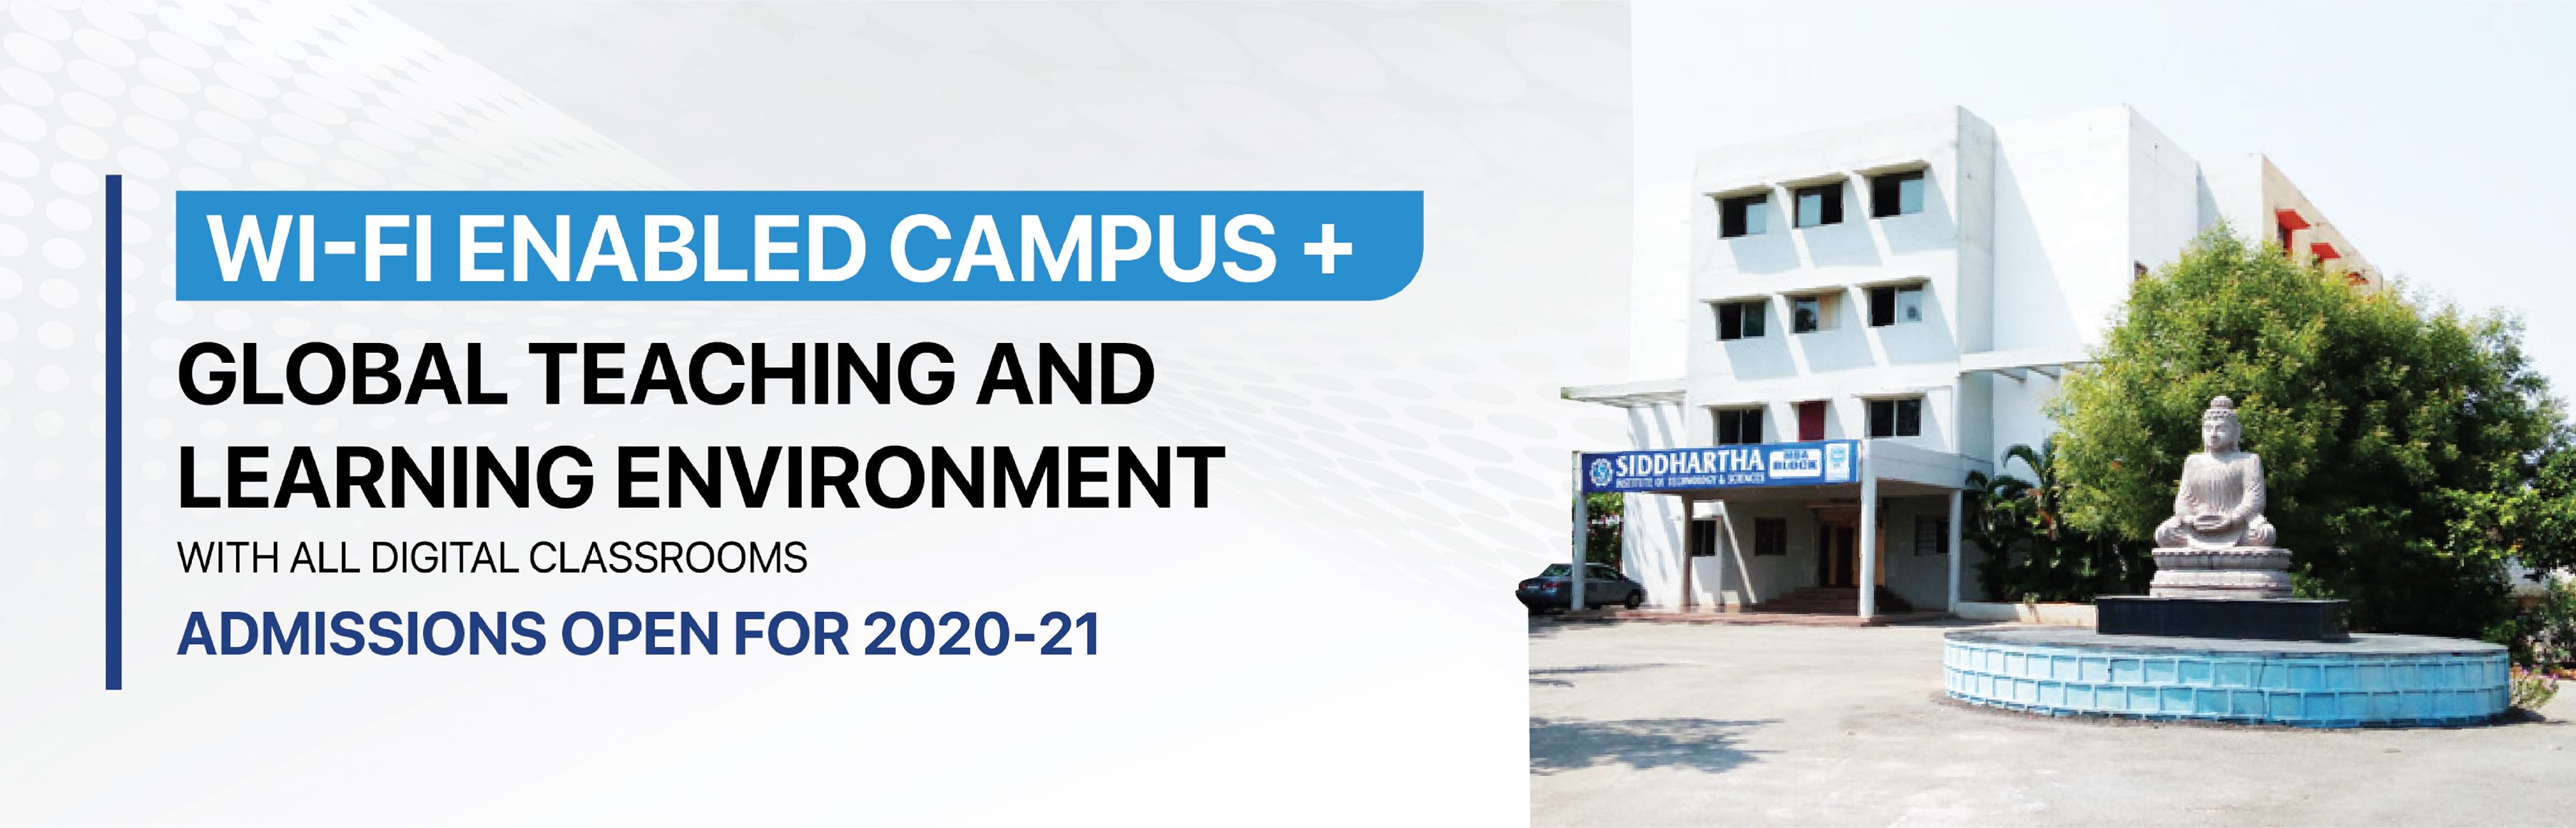 WI-FI ENABLED CAMPUS +
GLOBAL TEACHING AND
LEARNING ENVIRONMENT
WITH ALL DIGITAL CLASSROOMS
ADMISSIONS OPEN FOR 2020-21
SIDDHARTHA
INSTITUTE OF TECHNOLOGY & SCIENCES
MBA
BLOCK